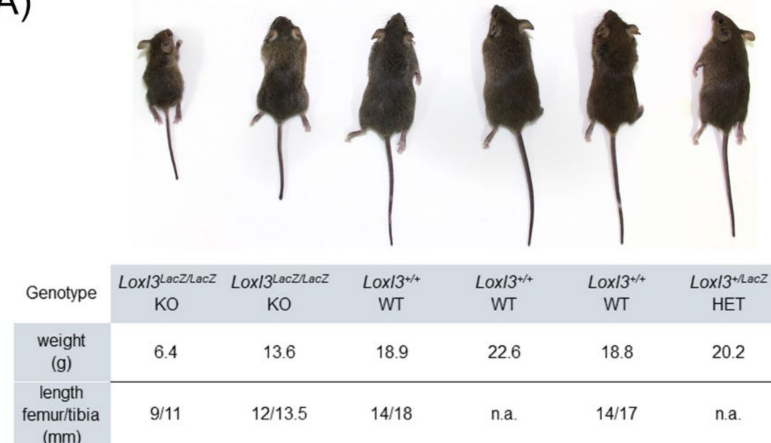 A)
Genotype Loxl3LacZ/LacZ Loxl3LacZ/LacZ Loxl3+/+ Loxl3+/+ Loxl3+/+ Loxl3+/LacZ
KO KO WT WT WT HET
weight
(g) 6.4 13.6 18.9 22.6 18.8 20.2
length
femur/tibia 9/11 12/13.5 14/18 n.a. 14/17 n.a.
(mm)